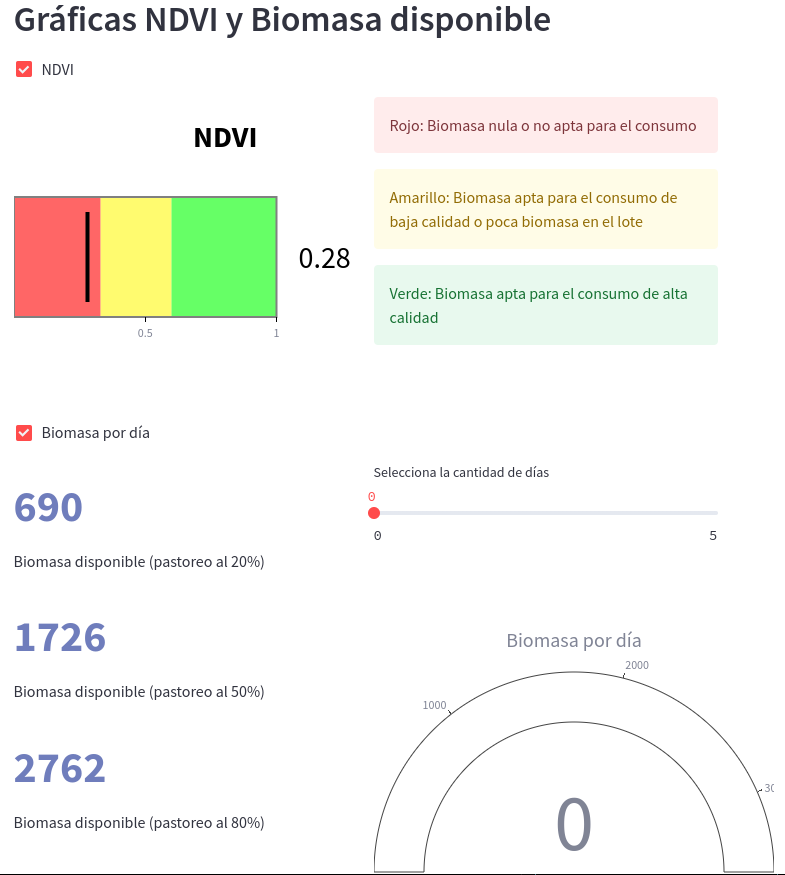 Gráficas NDVI y Biomasa disponible
NDVI
NDVI
0.28
0.5
1
Rojo: Biomasa nula o no apta para el consumo
Amarillo: Biomasa apta para el consumo de
baja calidad o poca biomasa en el lote
Verde: Biomasa apta para el consumo de alta
calidad
Biomasa por día
690
Biomasa disponible (pastoreo al 20%)
1726
Biomasa disponible (pastoreo al 50%)
2762
Biomasa disponible (pastoreo al 80%)
Selecciona la cantidad de días
0
0
5
Biomasa por día
1000
2000
0